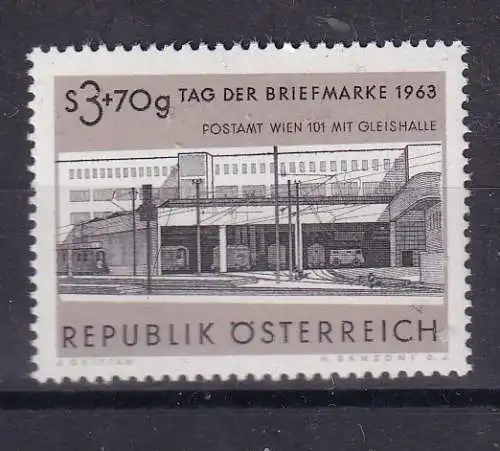 S3+70g TAG DER BRIEFMARKE 1963
POSTAMT WIEN 101 MIT GLEISHALLE
REPUBLIK ÖSTERREICH